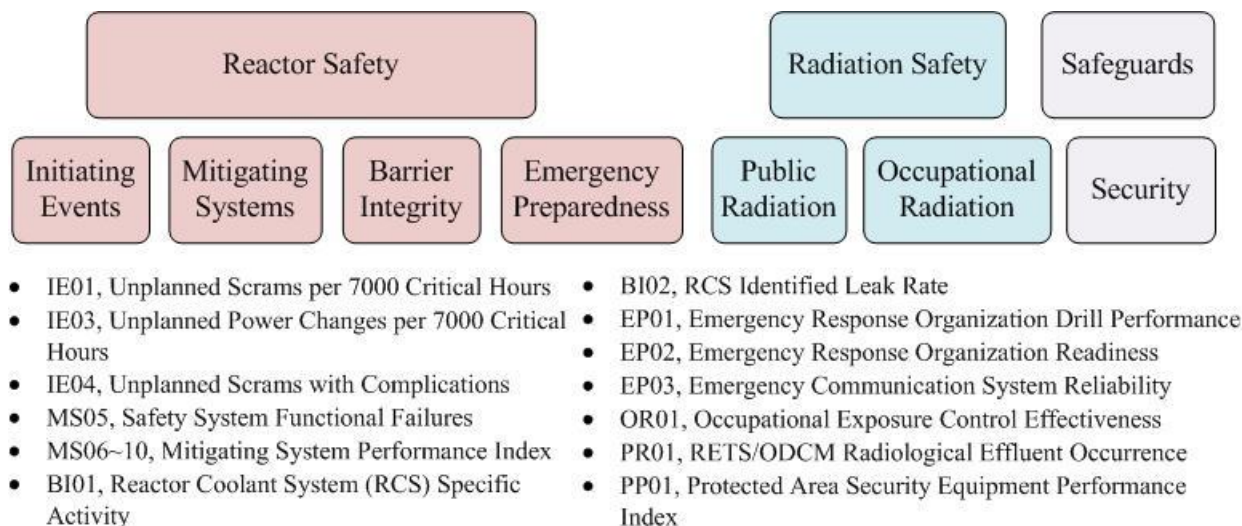 Reactor Safety
Radiation Safety
Safeguards
Initiating
Events
Mitigating
Systems
Barrier
Integrity
Emergency
Preparedness
Public
Radiation
Occupational
Radiation
Security
• IE01, Unplanned Scrams per 7000 Critical Hours
• IE03, Unplanned Power Changes per 7000 Critical
Hours
• IE04, Unplanned Scrams with Complications
• MS05, Safety System Functional Failures
• MS06~10, Mitigating System Performance Index
• BI01, Reactor Coolant System (RCS) Specific
Activity
• BI02, RCS Identified Leak Rate
• EP01, Emergency Response Organization Drill Performance
• EP02, Emergency Response Organization Readiness
• EP03, Emergency Communication System Reliability
• OR01, Occupational Exposure Control Effectiveness
• PR01, RETS/ODCM Radiological Effluent Occurrence
• PP01, Protected Area Security Equipment Performance
Index